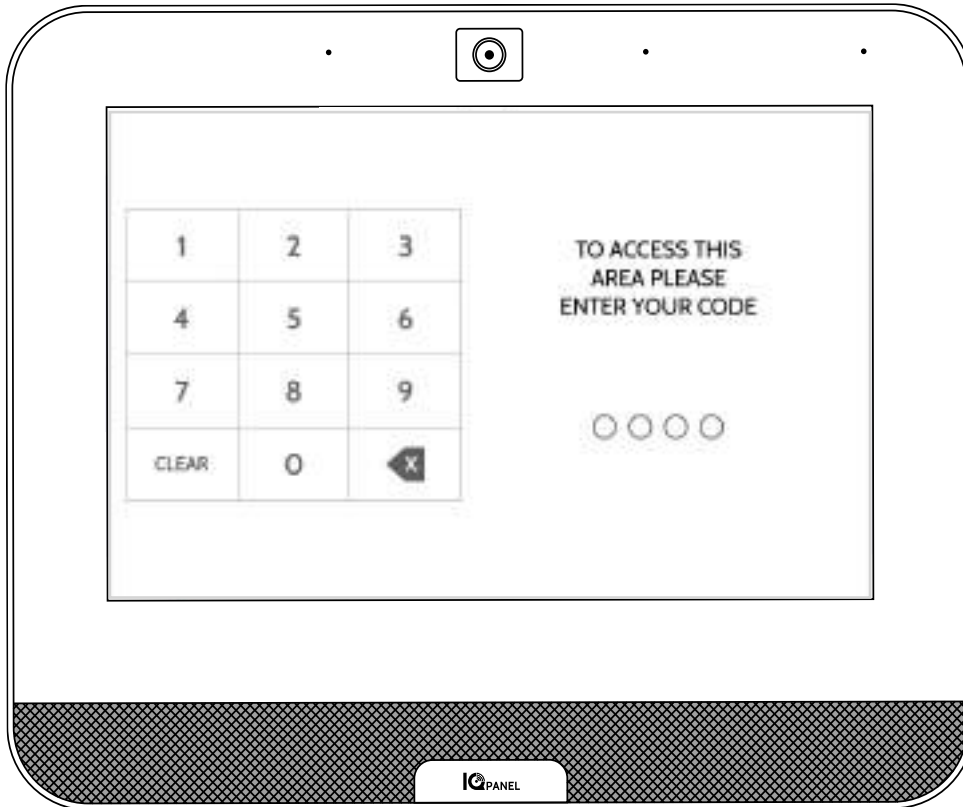 1 2 3
4 5 6
7 8 9
CLEAR 0 X
TO ACCESS THIS
AREA PLEASE
ENTER YOUR CODE
IQ PANEL